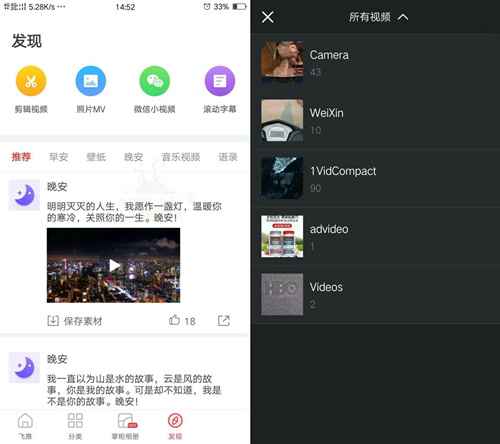 5.28K/s
14:52
33%
发现
剪辑视频
照片MV
微信小视频
滚动字幕
推荐 早安 壁纸 晚安 音乐视频 语录
晚安
明明灭灭的人生，我愿作一盏灯，温暖你
的寒冷，关照你的一生。晚安！
保存素材
18
晚安
我一直以为山是水的故事，云是风的故
事，你是我的故事。可是却不知道，我是
不是你的故事。晚安！
飞推
分类
掌柜相册
发现
所有视频
Camera
43
WeiXin
10
1VidCompact
90
advideo
1
Videos
2